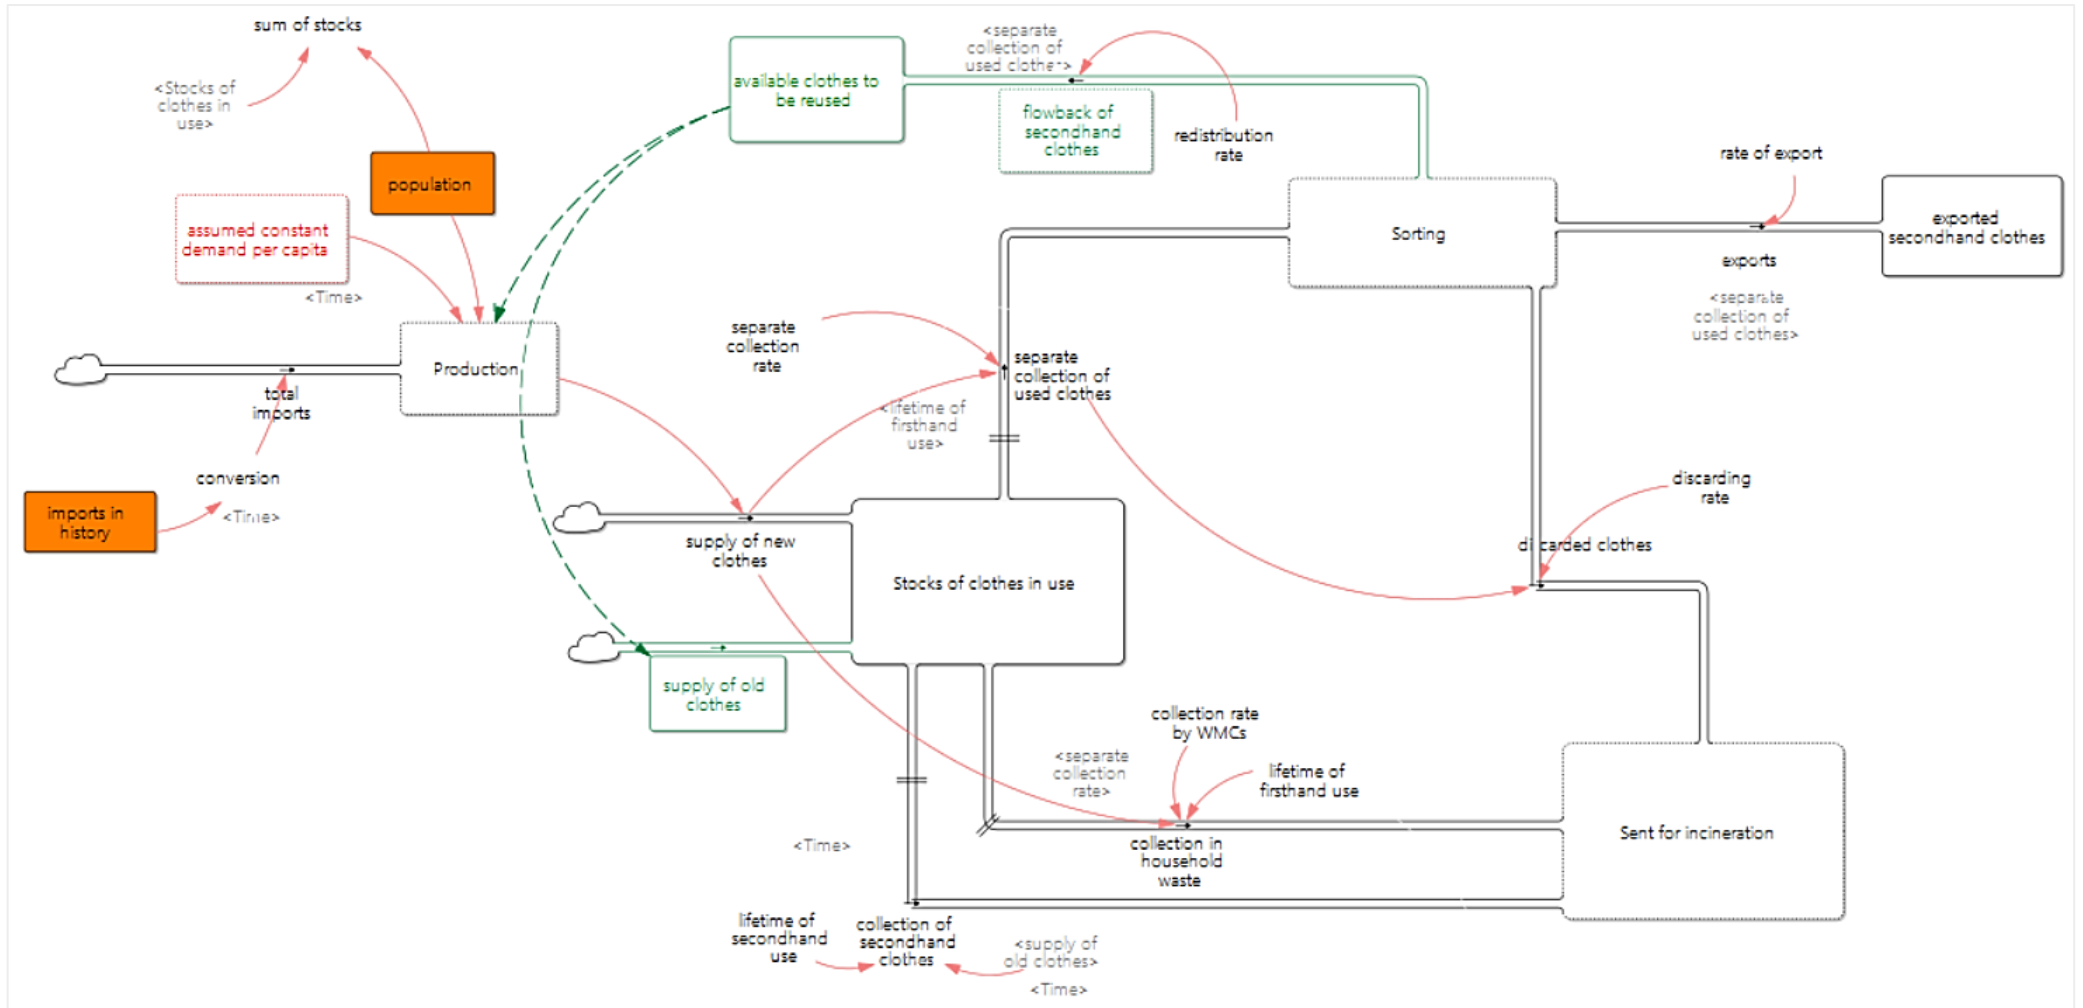 sum of stocks
<Stocks of
clothes in
use>
population
assumed constant
demand per capita
<Time>
Production
total
imports
conversion
<Time>
imports in
history
available clothes to
be reused
<separate
collection of
used clothes>
flowback of
secondhand
clothes
redistribution
rate
rate of export
Sorting
exported
secondhand clothes
exports
<separate
collection of
used clothes>
separate
collection
rate
separate
collection of
used clothes
<lifetime of
firsthand
use>
discarding
rate
discarded clothes
supply of new
clothes
Stocks of clothes in use
supply of old
clothes
collection rate
by WMCs
<separate
collection
rate>
lifetime of
firsthand use
<Time>
collection in
household
waste
Sent for incineration
lifetime of
secondhand
use
collection of
secondhand
clothes
<supply of
old clothes>
<Time>